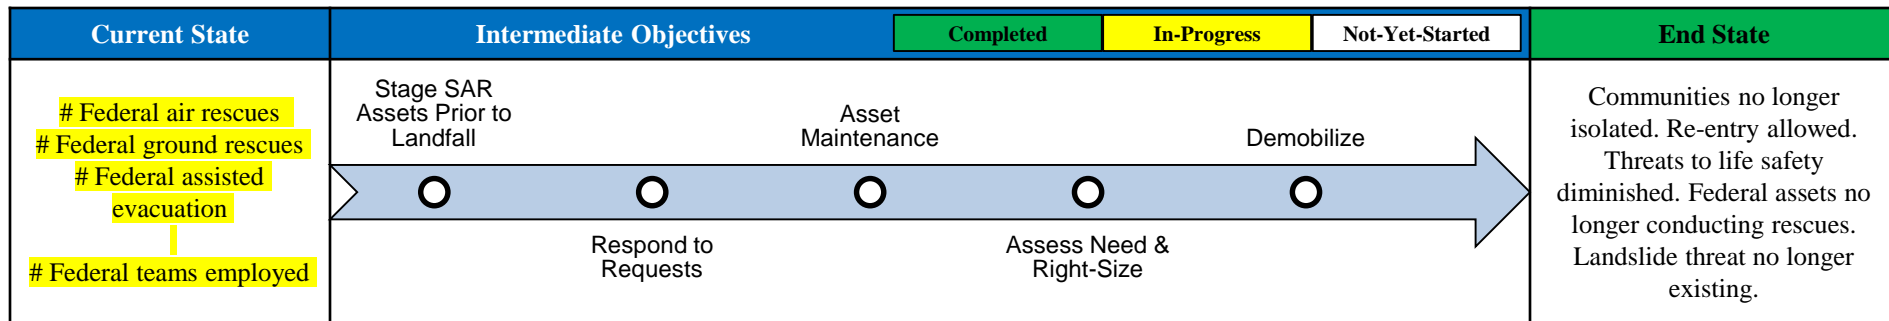 Current State
Intermediate Objectives
Completed
In-Progress
Not-Yet-Started
End State
# Federal air rescues
# Federal ground rescues
# Federal assisted
evacuation
# Federal teams employed
Stage SAR
Assets Prior to
Landfall
Respond to
Requests
Asset
Maintenance
Assess Need &
Right-Size
Demobilize
Communities no longer
isolated. Re-entry allowed.
Threats to life safety
diminished. Federal assets no
longer conducting rescues.
Landslide threat no longer
existing.